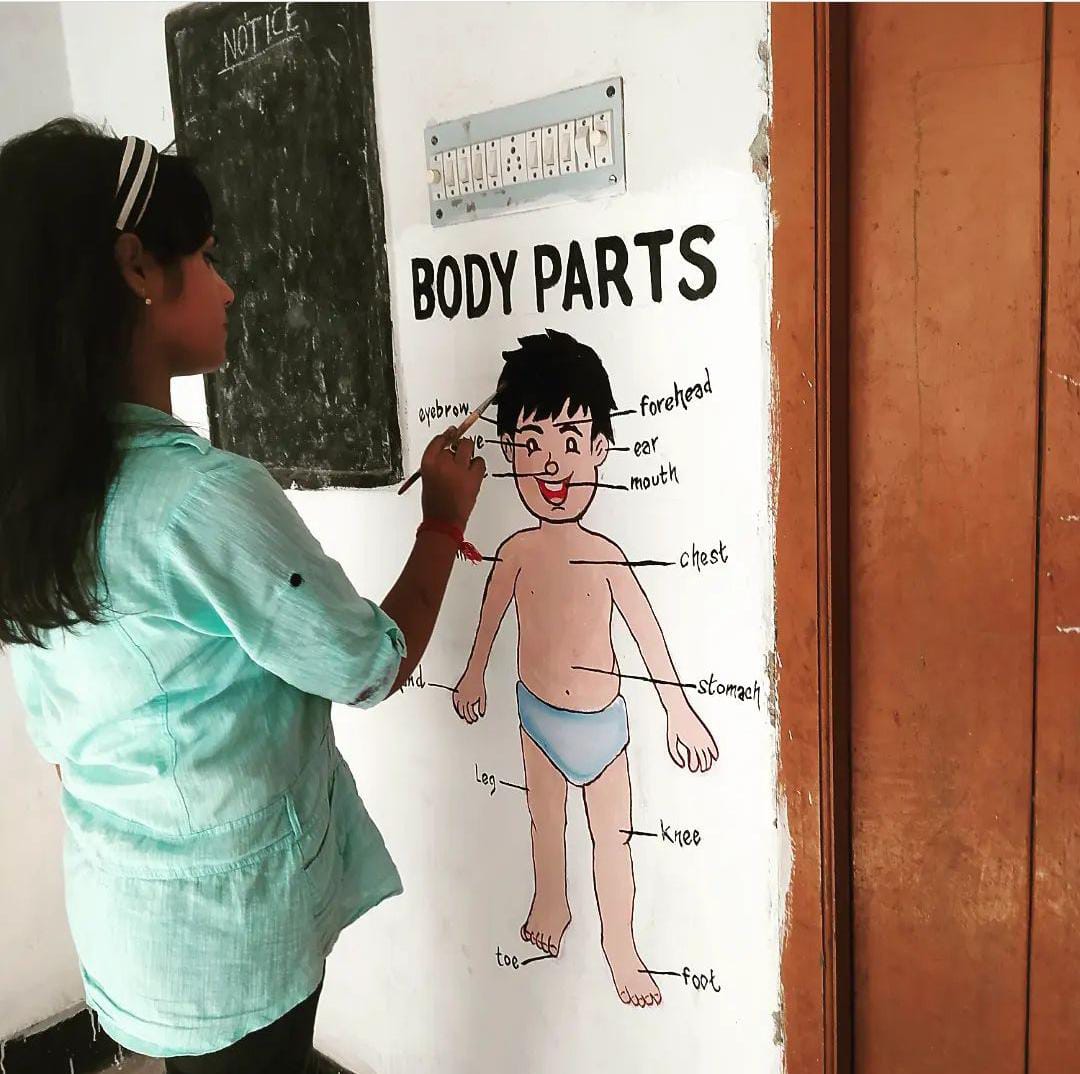 NOTICE
BODY PARTS
eyebrow
forehead
ear
mouth
chest
stomach
Leg
Knee
toe
foot